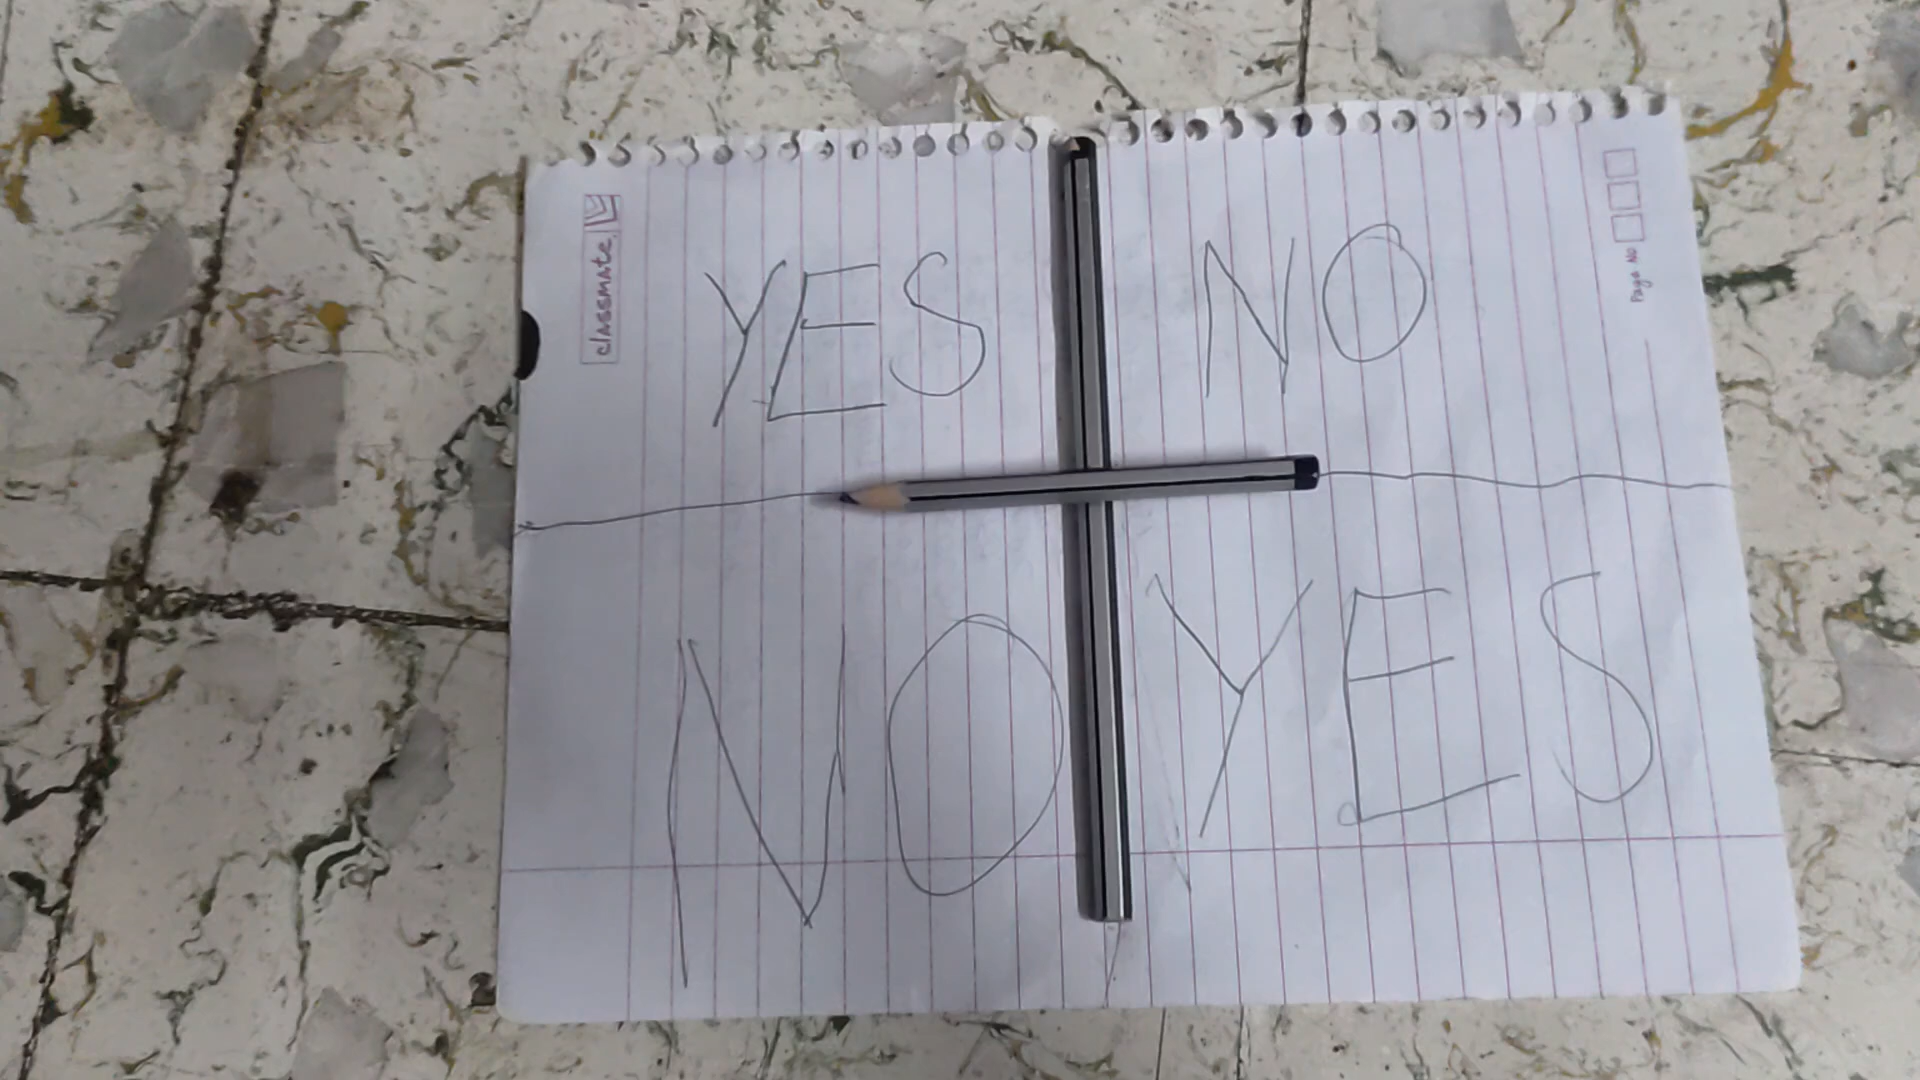 classmate
Page No
YES NO
NO YES